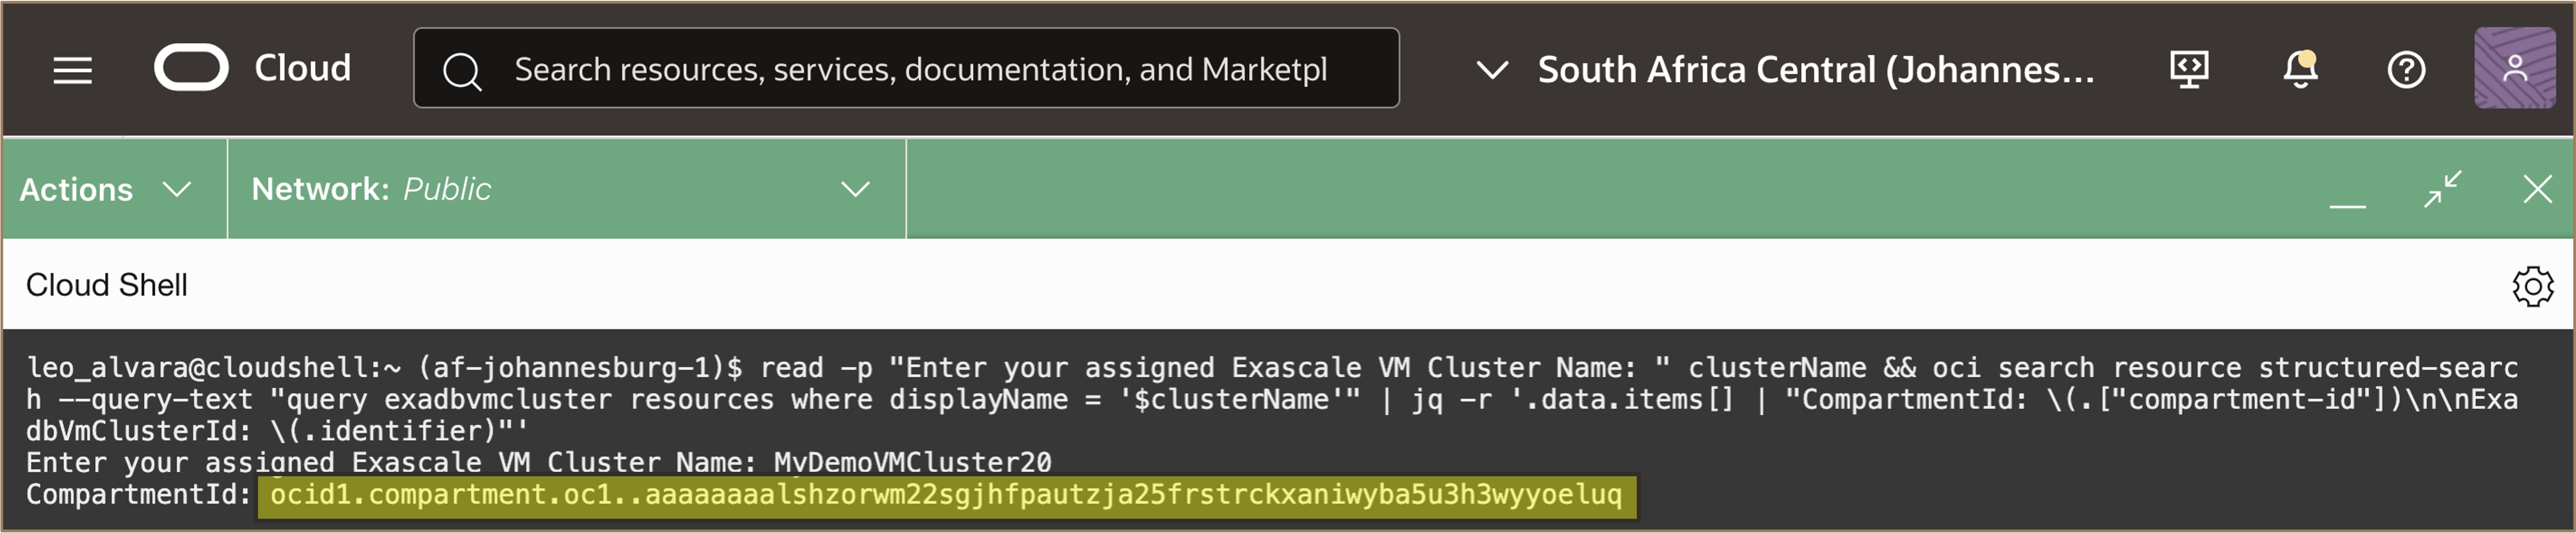 Cloud
Search resources, services, documentation, and Marketpl
South Africa Central (Johannes...
Actions
Network: Public
Cloud Shell
leo_alvara@cloudshell:~ (af-johannesburg-1)$ read -p "Enter your assigned Exascale VM Cluster Name: " clusterName && oci search resource structured-searc
h --query-text "query exadbvmcluster resources where displayName = '$clusterName'" | jq -r '.data.items[] | "CompartmentId: \(.["compartment-id"])\n\nExa
dbVmClusterId: \(.identifier)"'
Enter your assigned Exascale VM Cluster Name: MyDemoVMCluster20
CompartmentId: ocid1.compartment.oc1..aaaaaaaalshzorwm22sgjhfpautzja25frstrckxaniwyba5u3h3wyyoeluq